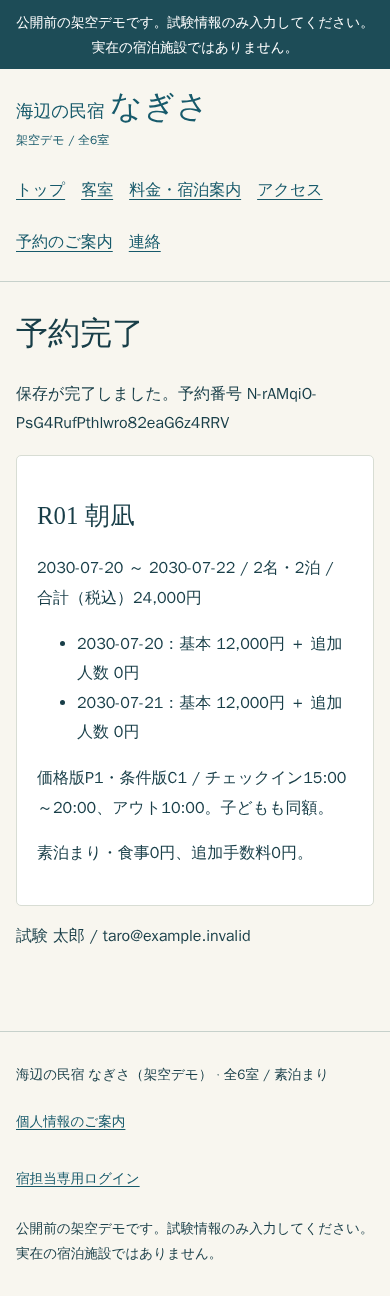 公開前の架空デモです。試験情報のみ入力してください。
実在の宿泊施設ではありません。
海辺の民宿 なぎさ
架空デモ / 全6室
トップ 客室 料金・宿泊案内 アクセス
予約のご案内 連絡
予約完了
保存が完了しました。予約番号 N-rAMqiO-
PsG4RufPthlwro82eaG6z4RRV
R01 朝凪
2030-07-20 ～ 2030-07-22 / 2名・2泊 /
合計（税込）24,000円
• 2030-07-20：基本 12,000円 ＋ 追加
人数 0円
• 2030-07-21：基本 12,000円 ＋ 追加
人数 0円
価格版P1・条件版C1 / チェックイン15:00
～20:00、アウト10:00。子どもも同額。
素泊まり・食事0円、追加手数料0円。
試験 太郎 / taro@example.invalid
海辺の民宿 なぎさ（架空デモ） · 全6室 / 素泊まり
個人情報のご案内
宿担当専用ログイン
公開前の架空デモです。試験情報のみ入力してください。
実在の宿泊施設ではありません。